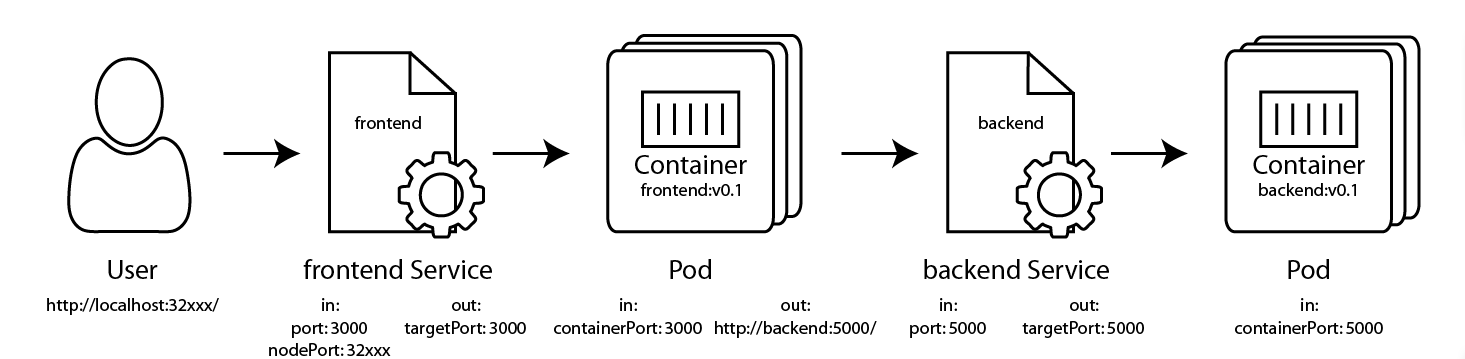 frontend
backend
Container
frontend:v0.1
Container
backend:v0.1
User
frontend Service
Pod
backend Service
Pod
http://localhost:32xxx/
in:
port: 3000
nodePort: 32xxx
out:
targetPort: 3000
in:
containerPort: 3000
out:
http://backend:5000/
in:
port: 5000
out:
targetPort: 5000
in:
containerPort: 5000